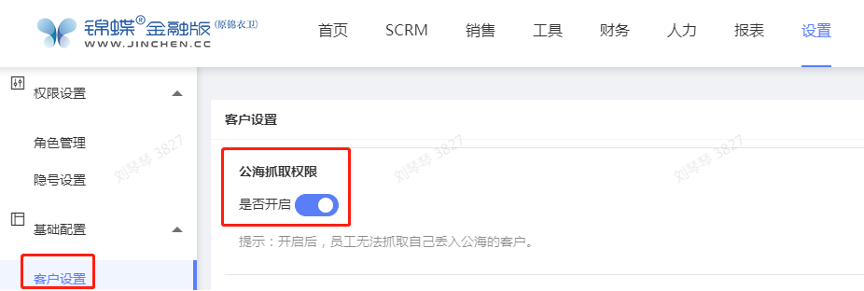 锦蝶®金融版(原锦衣卫)
WWW.JINCHEN.CC
首页 SCRM 销售 工具 财务 人力 报表 设置
权限设置
角色管理
隐号设置
基础配置
客户设置
客户设置
公海抓取权限
是否开启
提示：开启后，员工无法抓取自己丢入公海的客户。
刘琴琴 3827
刘琴琴 3827
刘琴琴 3827